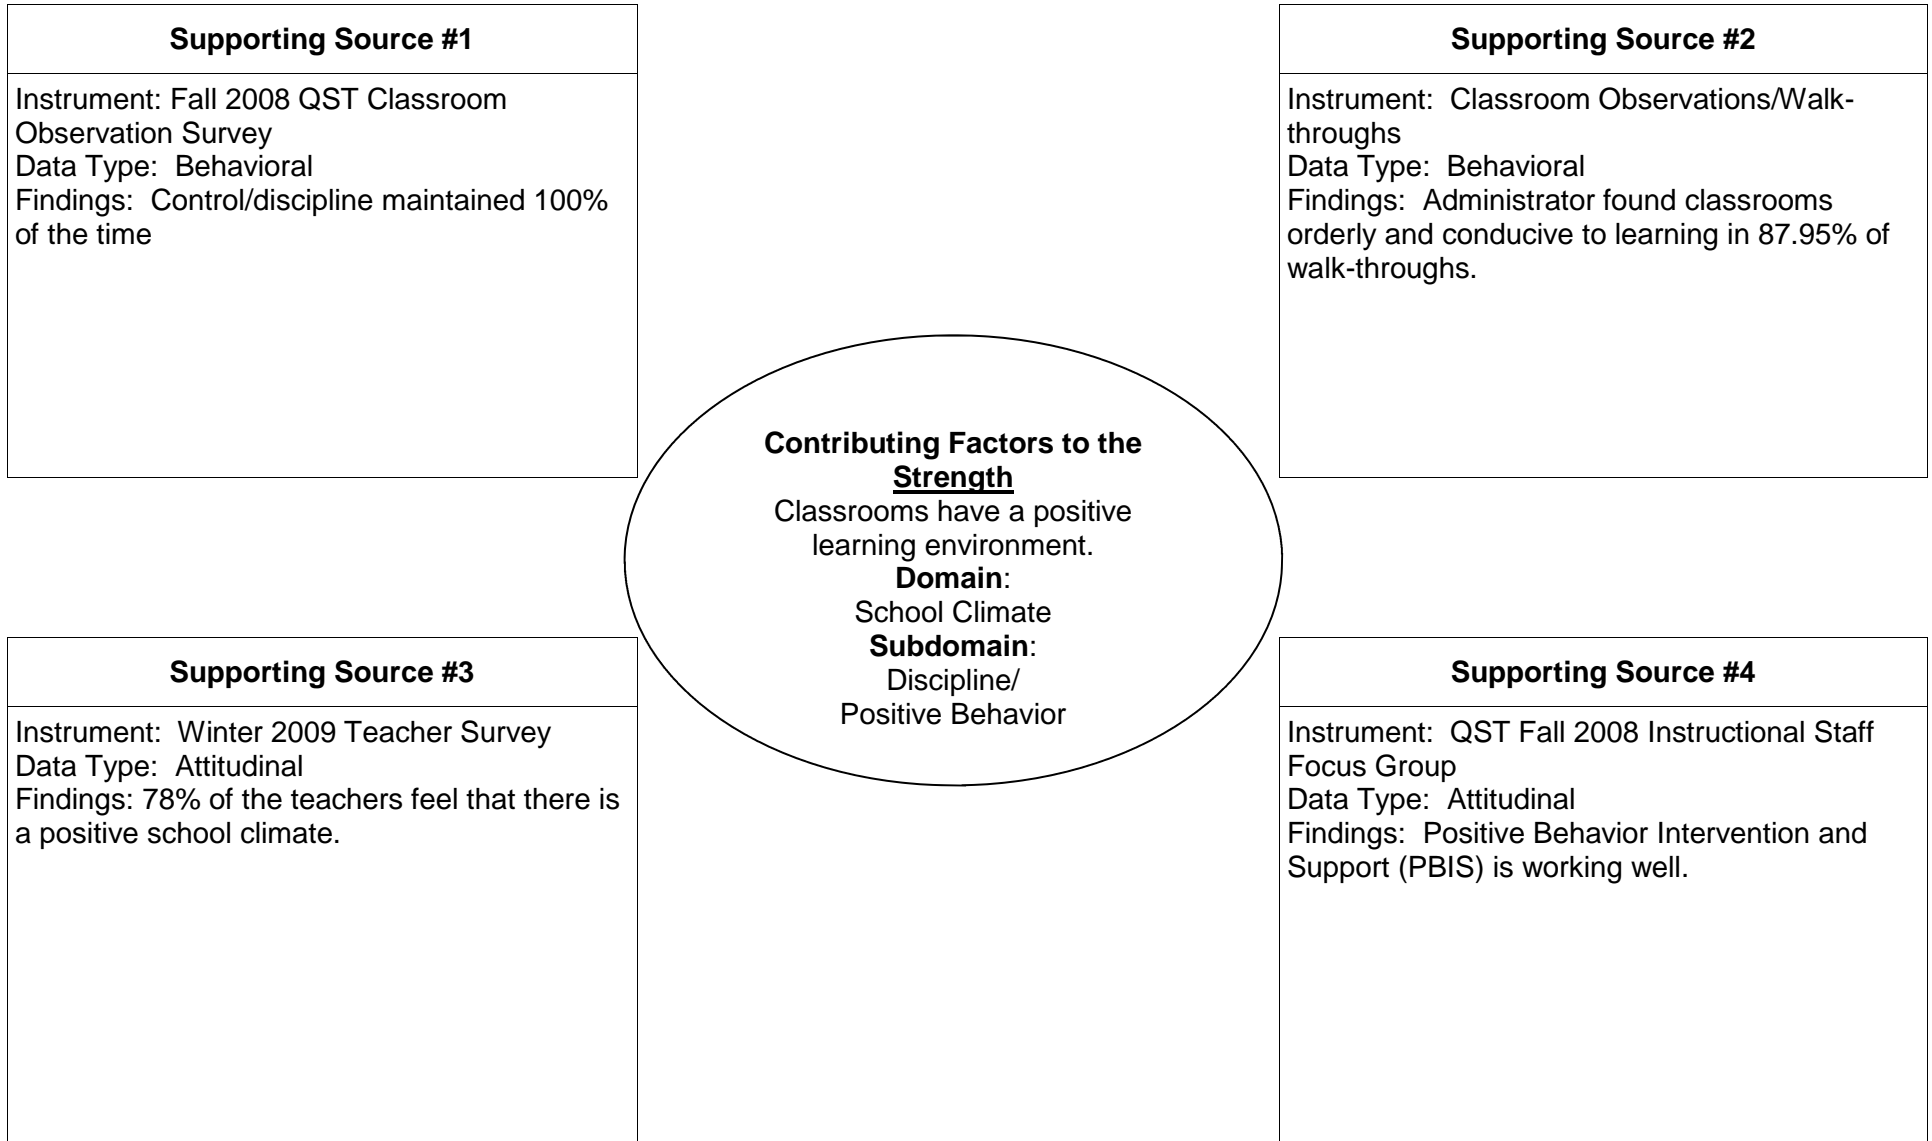 Supporting Source #1
Instrument: Fall 2008 QST Classroom
Observation Survey
Data Type:  Behavioral
Findings:  Control/discipline maintained 100%
of the time
Supporting Source #2
Instrument:  Classroom Observations/Walk-
throughs
Data Type:  Behavioral
Findings:  Administrator found classrooms
orderly and conducive to learning in 87.95% of
walk-throughs.
Contributing Factors to the
Strength
Classrooms have a positive
learning environment.
Domain:
School Climate
Subdomain:
Discipline/
Positive Behavior
Supporting Source #3
Instrument:  Winter 2009 Teacher Survey
Data Type:  Attitudinal
Findings: 78% of the teachers feel that there is
a positive school climate.
Supporting Source #4
Instrument:  QST Fall 2008 Instructional Staff
Focus Group
Data Type:  Attitudinal
Findings:  Positive Behavior Intervention and
Support (PBIS) is working well.